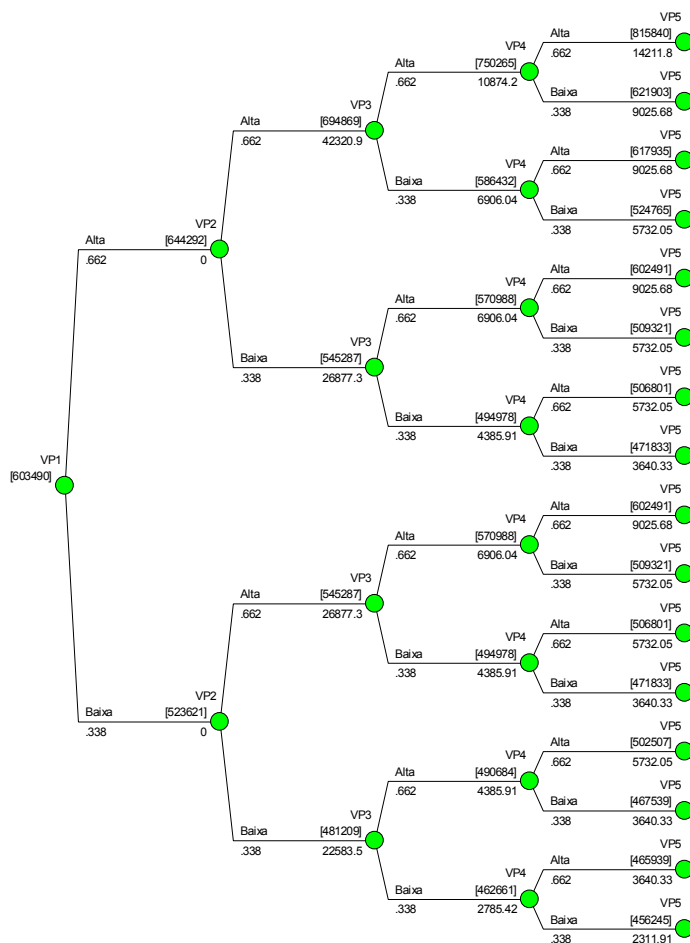 VP5
Alta [815840]
.662 14211.8
VP4
Alta [750265]
.662 10874.2
VP5
Baixa [621903]
.338 9025.68
VP3
Alta [694869]
.662 42320.9
VP5
Alta [617935]
.662 9025.68
VP4
Baixa [586432]
.338 6906.04
VP5
Baixa [524765]
.338 5732.05
VP2
Alta [644292]
.662 0
VP5
Alta [602491]
.662 9025.68
VP4
Alta [570988]
.662 6906.04
VP5
Baixa [509321]
.338 5732.05
VP3
Baixa [545287]
.338 26877.3
VP5
Alta [506801]
.662 5732.05
VP4
Baixa [494978]
.338 4385.91
VP5
Baixa [471833]
.338 3640.33
VP1
[603490]
VP5
Alta [602491]
.662 9025.68
VP4
Alta [570988]
.662 6906.04
VP5
Baixa [509321]
.338 5732.05
VP3
Alta [545287]
.662 26877.3
VP5
Alta [506801]
.662 5732.05
VP4
Baixa [494978]
.338 4385.91
VP5
Baixa [471833]
.338 3640.33
VP2
Baixa [523621]
.338 0
VP5
Alta [502507]
.662 5732.05
VP4
Alta [490684]
.662 4385.91
VP5
Baixa [467539]
.338 3640.33
VP3
Baixa [481209]
.338 22583.5
VP5
Alta [465939]
.662 3640.33
VP4
Baixa [462661]
.338 2785.42
VP5
Baixa [456245]
.338 2311.91